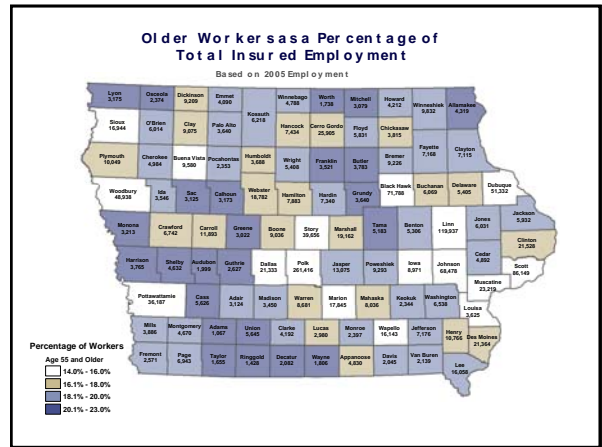 Older Workers as a Percentage of
Total Insured Employment
Based on 2005 Employment
Lyon Osceola Dickinson Emmet Winnebago Worth Mitchell Howard Winneshiek Allamakee
3,175 2,374 9,209 4,098 4,788 1,738 3,079 4,212 9,832 4,319
Kossuth
6,218
Sioux O'Brien Clay Palo Alto Hancock Cerro Gordo Floyd Chickasaw
16,944 6,014 9,075 3,640 7,434 25,905 5,831 3,815
Fayette Clayton
7,168 7,115
Plymouth Cherokee Buena Vista Pocahontas Humboldt Wright Franklin Butler Bremer
10,049 4,984 9,580 2,353 3,688 5,408 3,521 3,783 9,226
Woodbury Ida Sac Calhoun Webster Hamilton Hardin Grundy Black Hawk Buchanan Delaware Dubuque
48,938 3,546 3,125 3,173 18,782 7,883 7,340 3,640 71,788 6,069 5,405 51,332
Jackson
5,932
Monona Crawford Carroll Greene Boone Story Marshall Tama Benton Linn Jones
3,213 6,742 11,893 3,022 9,036 39,656 19,162 5,183 5,306 119,937 6,031
Clinton
21,528
Cedar
4,892
Harrison Shelby Audubon Guthrie Dallas Polk Jasper Poweshiek Iowa Johnson Scott
3,765 4,632 1,999 2,627 21,333 261,416 13,075 9,293 8,971 68,478 86,149
Muscatine
23,219
Pottawattamie Cass Adair Madison Warren Marion Mahaska Keokuk Washington Louisa
36,187 5,626 3,124 3,450 8,681 17,845 8,036 2,344 6,538 3,625
Mills Montgomery Adams Union Clarke Lucas Monroe Wapello Jefferson Henry Des Moines
3,886 4,670 1,067 5,645 4,192 2,980 2,397 16,143 7,176 10,766 21,364
Fremont Page Taylor Ringgold Decatur Wayne Appanoose Davis Van Buren Lee
2,571 6,943 1,655 1,428 2,082 1,806 4,830 2,045 2,139 16,058
Percentage of Workers
Age 55 and Older
14.0% - 16.0%
16.1% - 18.0%
18.1% - 20.0%
20.1% - 23.0%